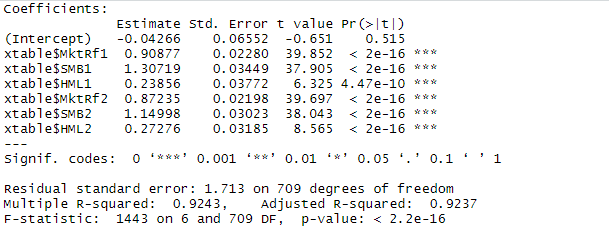 Coefficients:
Estimate Std. Error t value Pr(>|t|)
(Intercept) -0.04266 0.06552 -0.651 0.515
xtable$MktRf1 0.90877 0.02280 39.852 < 2e-16 ***
xtable$SMB1 1.30719 0.03449 37.905 < 2e-16 ***
xtable$HML1 0.23856 0.03772 6.325 4.47e-10 ***
xtable$MktRf2 0.87235 0.02198 39.697 < 2e-16 ***
xtable$SMB2 1.14998 0.03023 38.043 < 2e-16 ***
xtable$HML2 0.27276 0.03185 8.565 < 2e-16 ***
---
Signif. codes: 0 ‘***’ 0.001 ‘**’ 0.01 ‘*’ 0.05 ‘.’ 0.1 ‘ ’ 1
Residual standard error: 1.713 on 709 degrees of freedom
Multiple R-squared: 0.9243, Adjusted R-squared: 0.9237
F-statistic: 1443 on 6 and 709 DF, p-value: < 2.2e-16